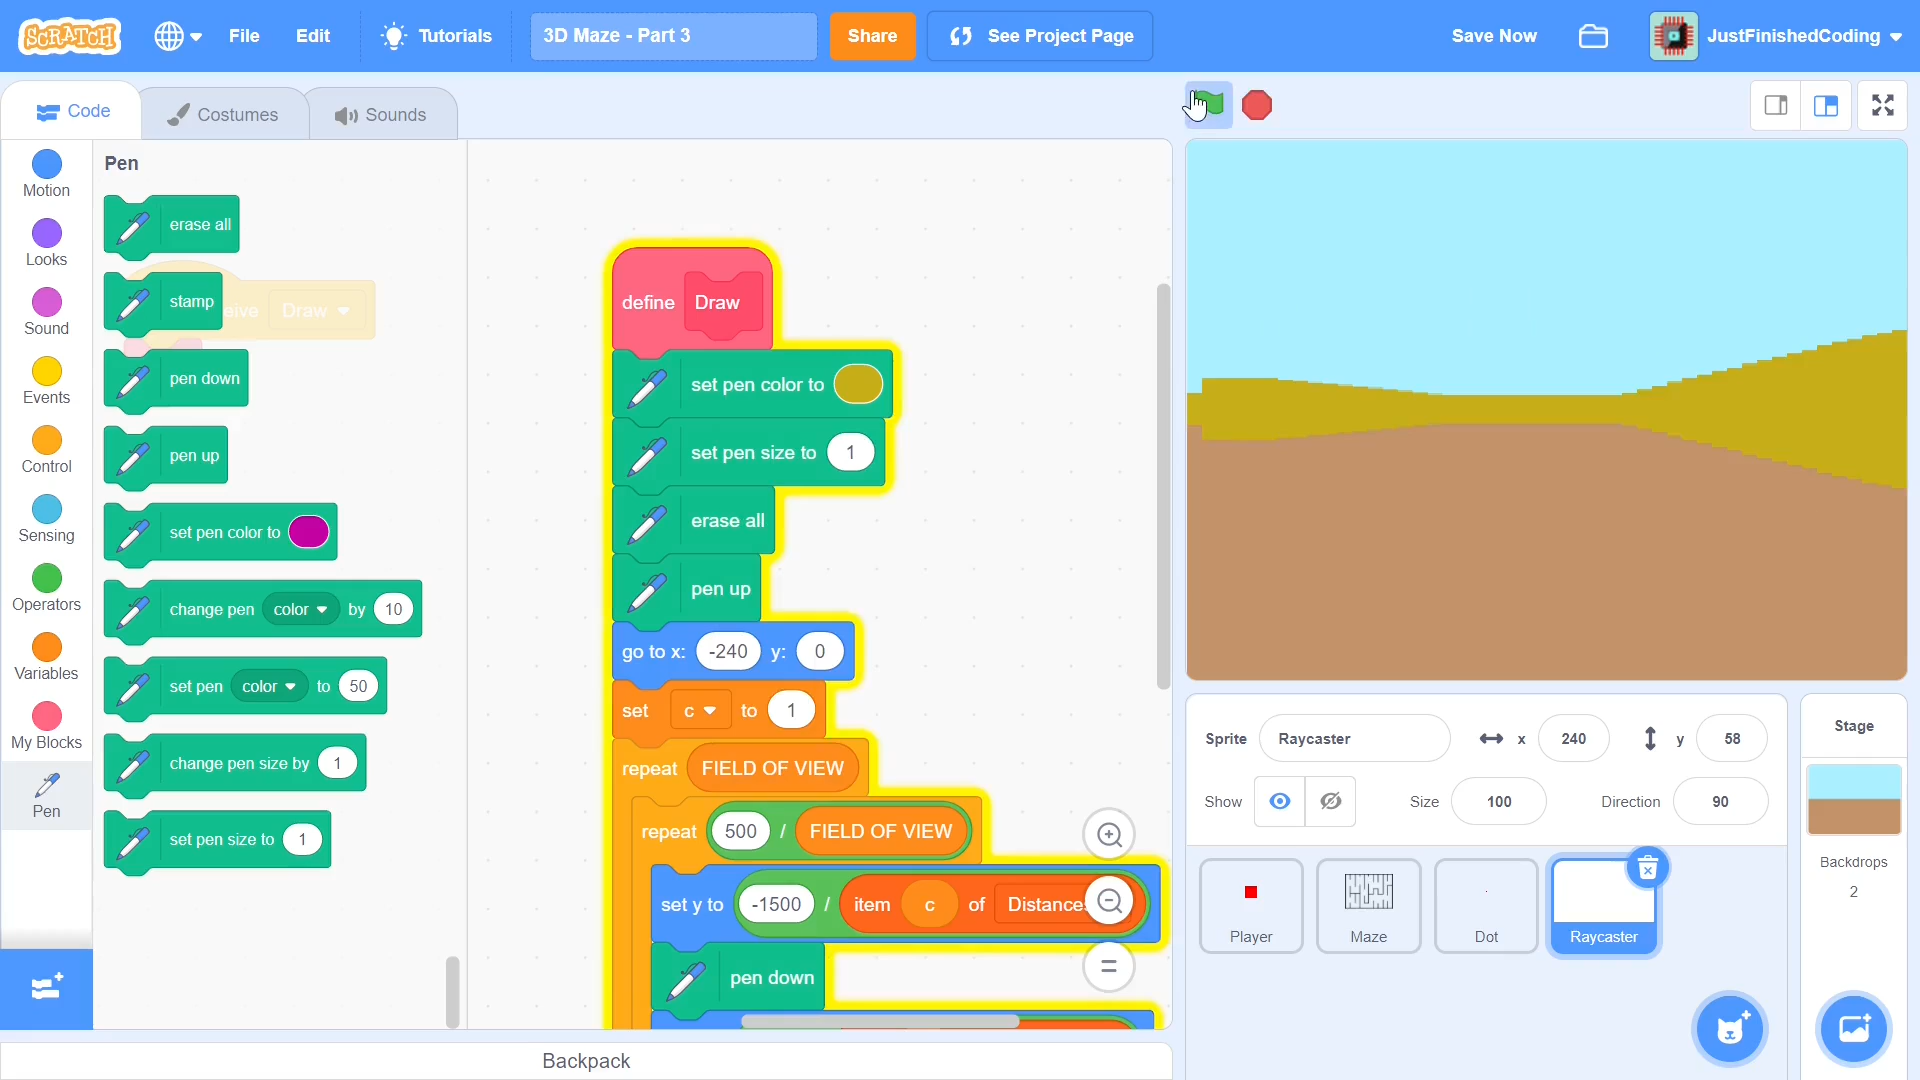 SCRATCH File Edit Tutorials 3D Maze - Part 3 Share See Project Page Save Now JustFinishedCoding
Code Costumes Sounds
Motion
Looks
Sound
Events
Control
Sensing
Operators
Variables
My Blocks
Pen
Pen
erase all
stamp
eive Draw
pen down
pen up
set pen color to
change pen color by 10
set pen color to 50
change pen size by 1
set pen size to 1
define Draw
set pen color to
set pen size to 1
erase all
pen up
go to x: -240 y: 0
set c to 1
repeat FIELD OF VIEW
repeat 500 / FIELD OF VIEW
set y to -1500 / item c of Distances
pen down
Backpack
Sprite Raycaster x 240 y 58
Show Size 100 Direction 90
Player
Maze
Dot
Raycaster
Stage
Backdrops
2